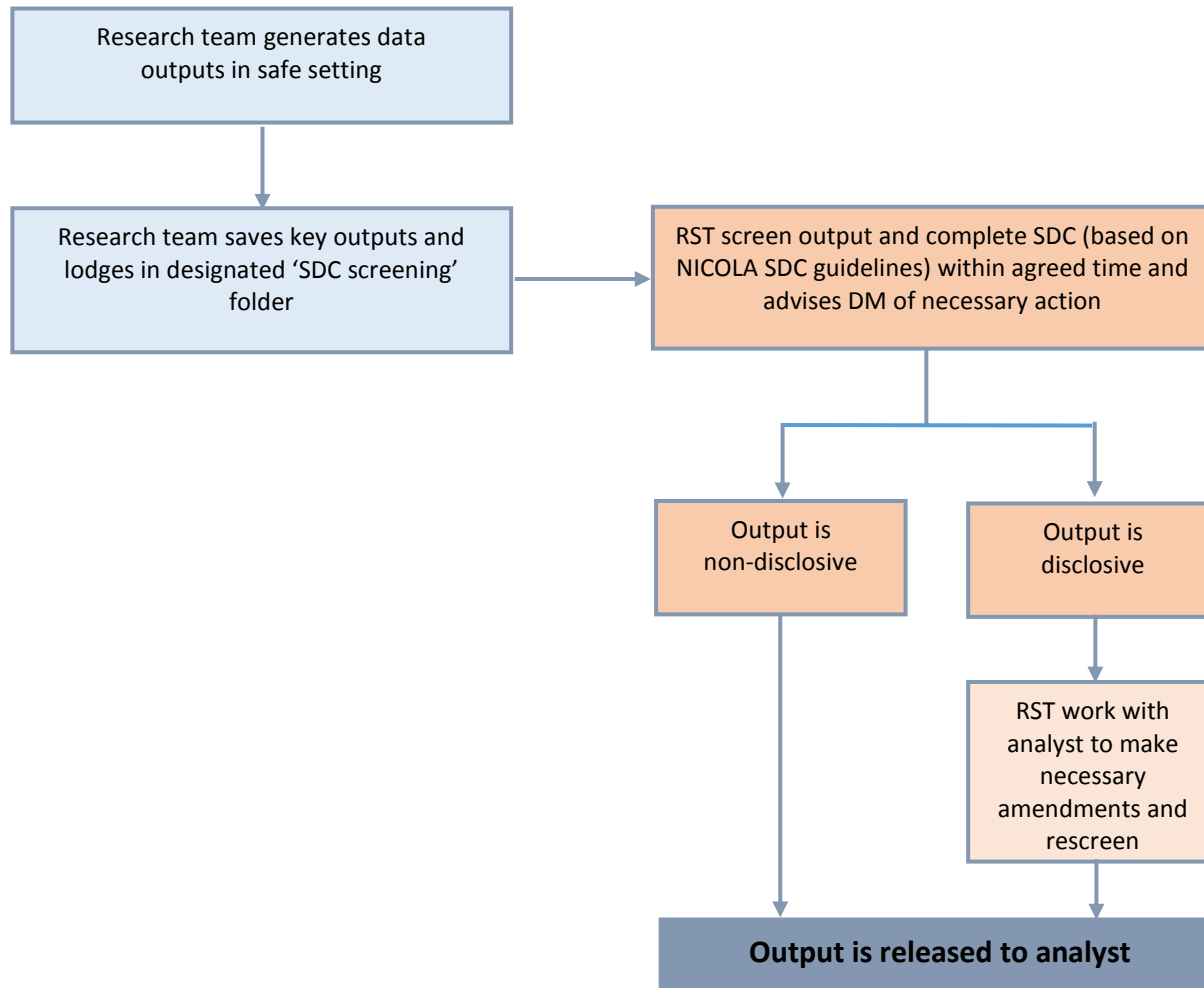 Research team generates data
outputs in safe setting
Research team saves key outputs and
lodges in designated ‘SDC screening’
folder
RST screen output and complete SDC (based on
NICOLA SDC guidelines) within agreed time and
advises DM of necessary action
Output is
non-disclosive
Output is
disclosive
RST work with
analyst to make
necessary
amendments and
rescreen
Output is released to analyst